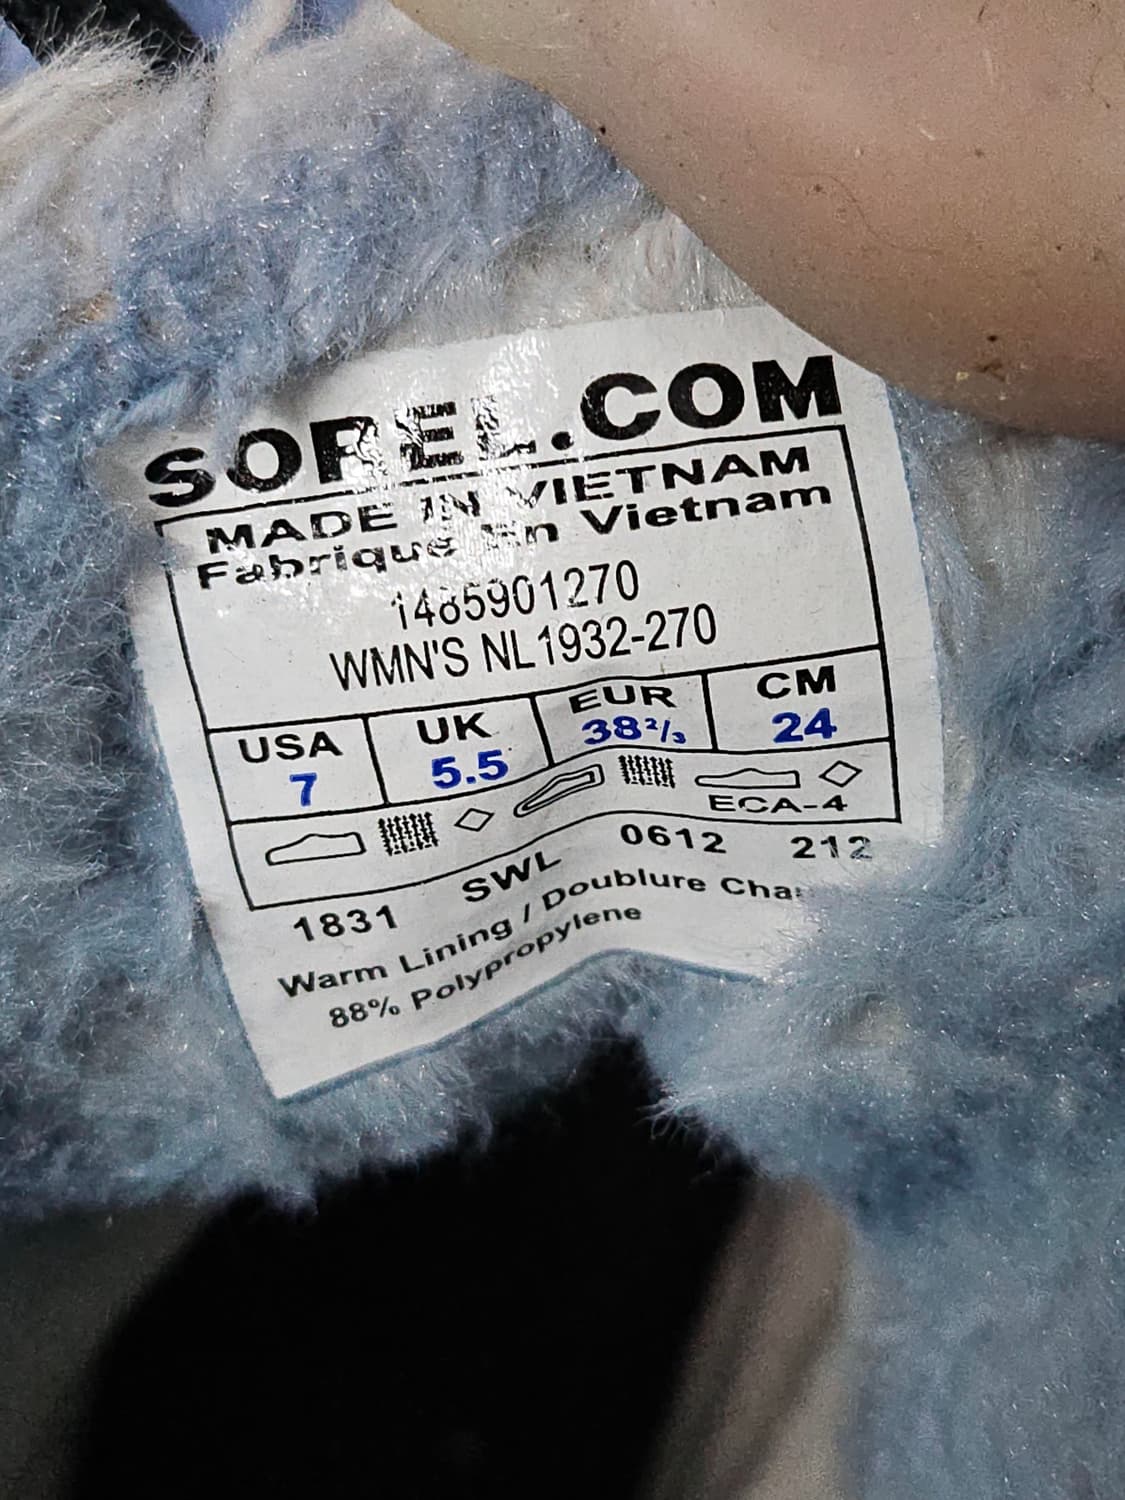 SOREL.COM
MADE IN VIETNAM
Fabrique En Vietnam
1485901270
WMN'S NL1932-270
USA UK EUR CM
7 5.5 38²/₃ 24
ECA-4
1831 SWL 0612 212
Warm Lining / Doublure
88% Polypropylene